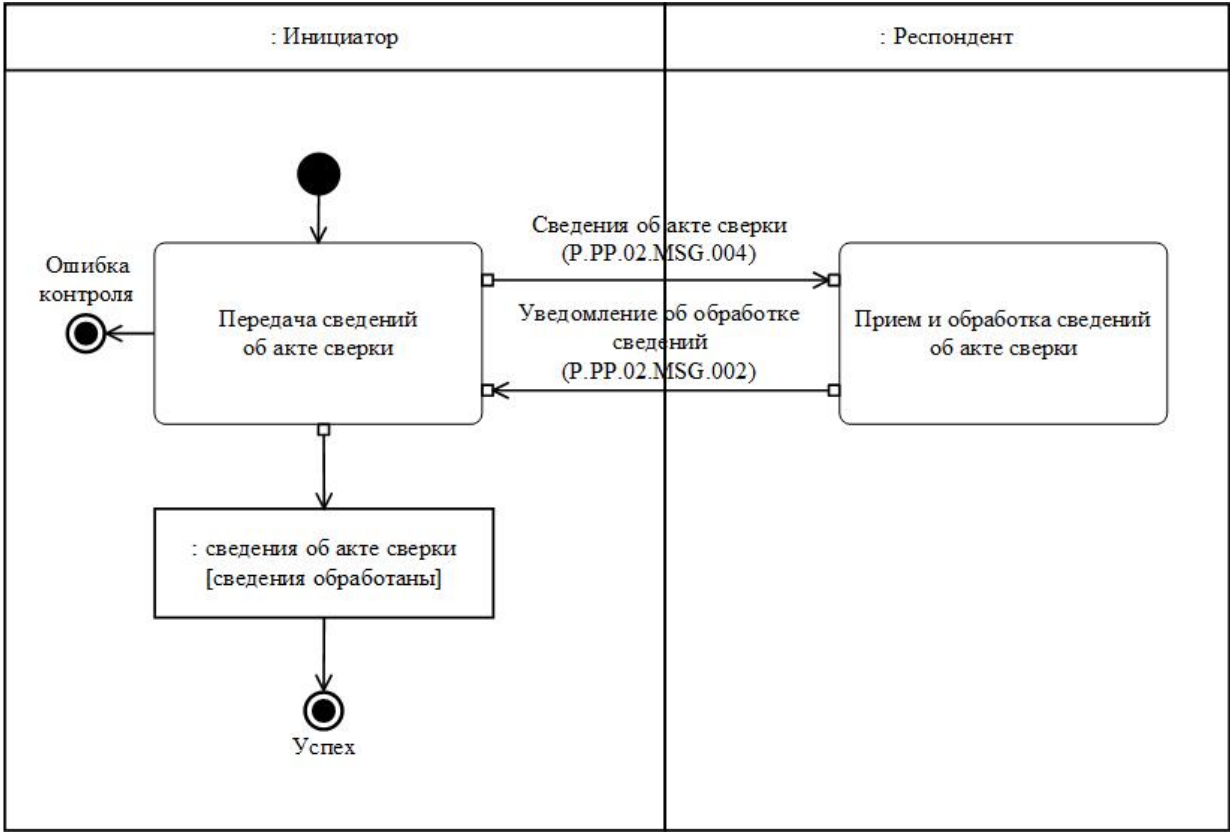 : Инициатор
: Респондент
Сведения об акте сверки
(P.PP.02.MSG.004)
Ошибка
контроля
Передача сведений
об акте сверки
Уведомление об обработке
сведений
(P.PP.02.MSG.002)
Прием и обработка сведений
об акте сверки
: сведения об акте сверки
[сведения обработаны]
Успех